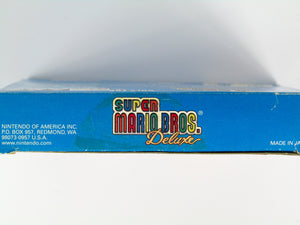 NINTENDO OF AMERICA INC.
P.O. BOX 957, REDMOND, WA
98073-0957 U.S.A.
www.nintendo.com
SUPER
MARIO BROS.®
Deluxe
MADE IN